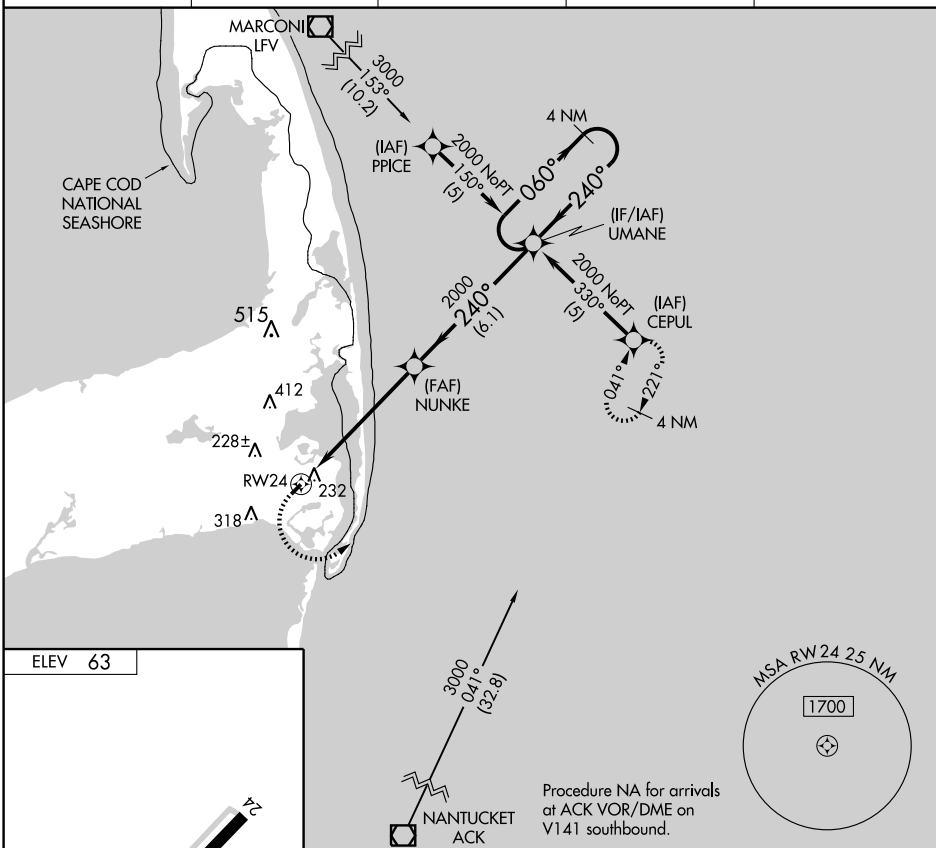 MARCONI
LFV
3000
153°
(10.2)
(IAF)
PPICE
2000 NoPT
150°
(5)
4 NM
060°
240°
(IF/IAF)
UMANE
CAPE COD
NATIONAL
SEASHORE
2000
240°
(6.1)
2000 NoPT
330°
(5)
(IAF)
CEPUL
041°
221°
4 NM
515
(FAF)
NUNKE
412
228±
RW24
232
318
ELEV 63
24
3000
041°
(32.8)
NANTUCKET
ACK
Procedure NA for arrivals
at ACK VOR/DME on
V141 southbound.
MSA RW24 25 NM
1700